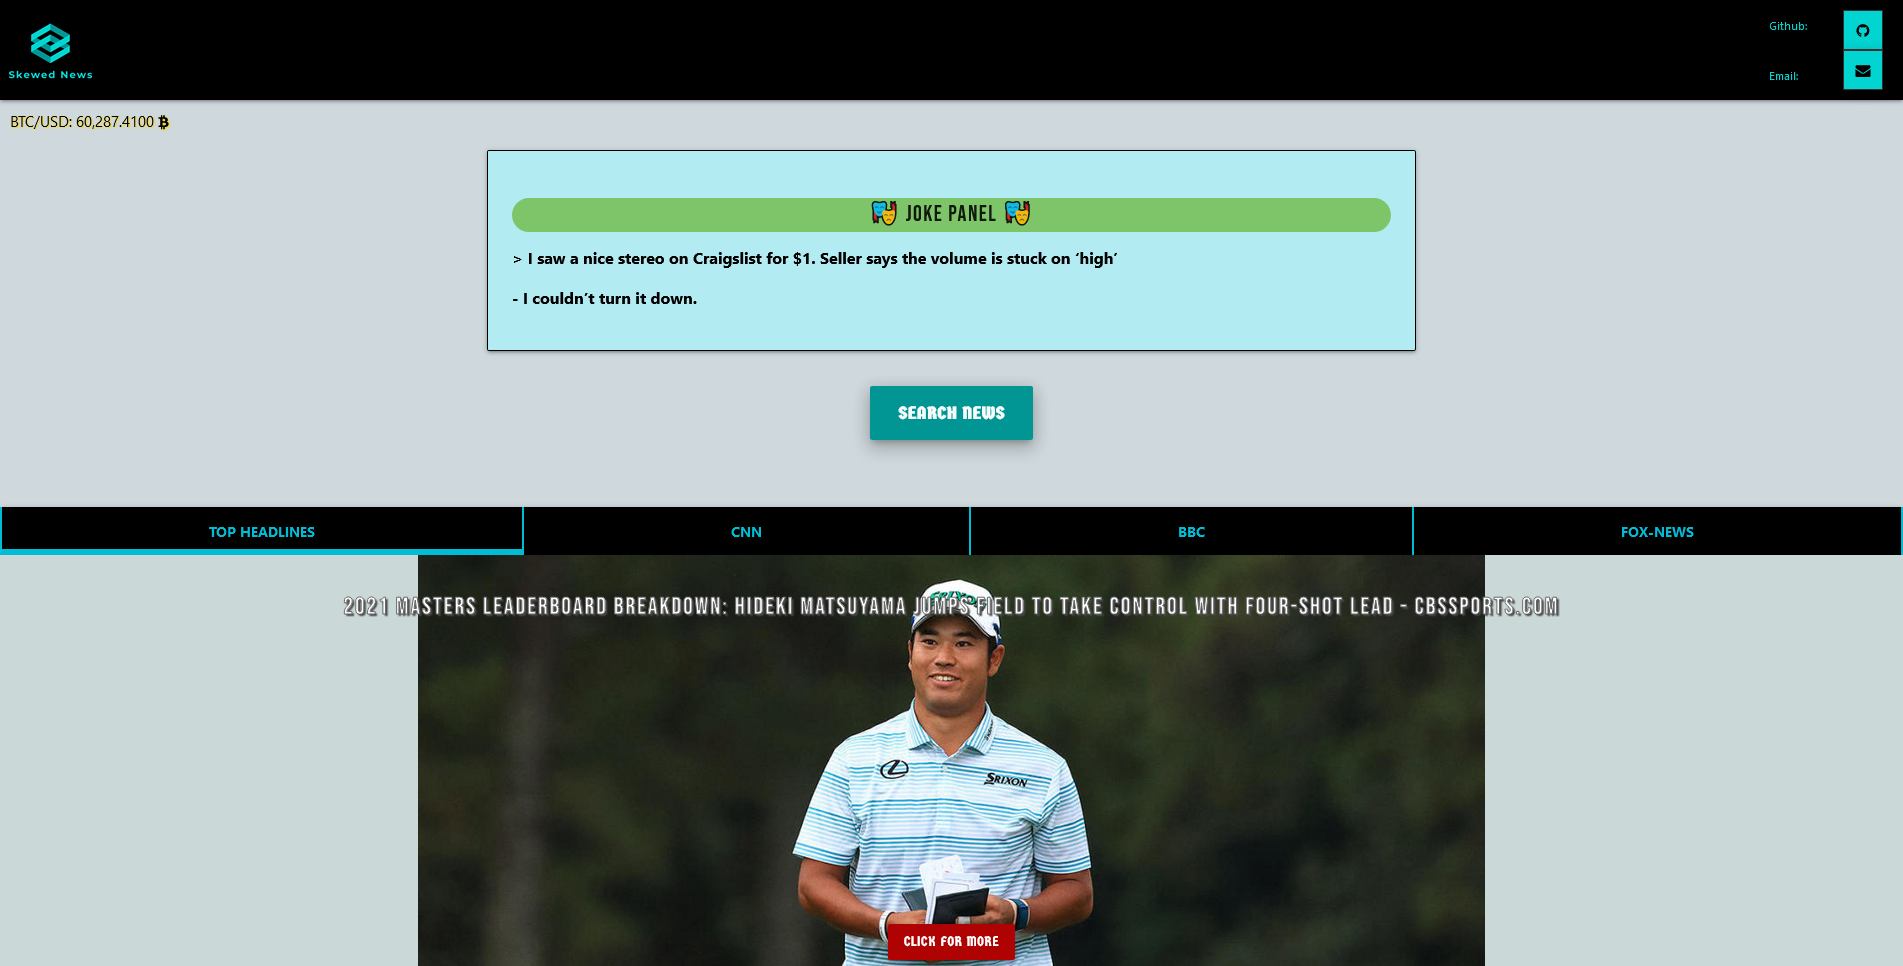 Skewed News
Github:
Email:
BTC/USD: 60,287.4100
JOKE PANEL
> I saw a nice stereo on Craigslist for $1. Seller says the volume is stuck on ‘high’
- I couldn’t turn it down.
SEARCH NEWS
TOP HEADLINES
CNN
BBC
FOX-NEWS
2021 MASTERS LEADERBOARD BREAKDOWN: HIDEKI MATSUYAMA JUMPS FIELD TO TAKE CONTROL WITH FOUR-SHOT LEAD - CBSSPORTS.COM
SRIXON
SRIXON
CLICK FOR MORE